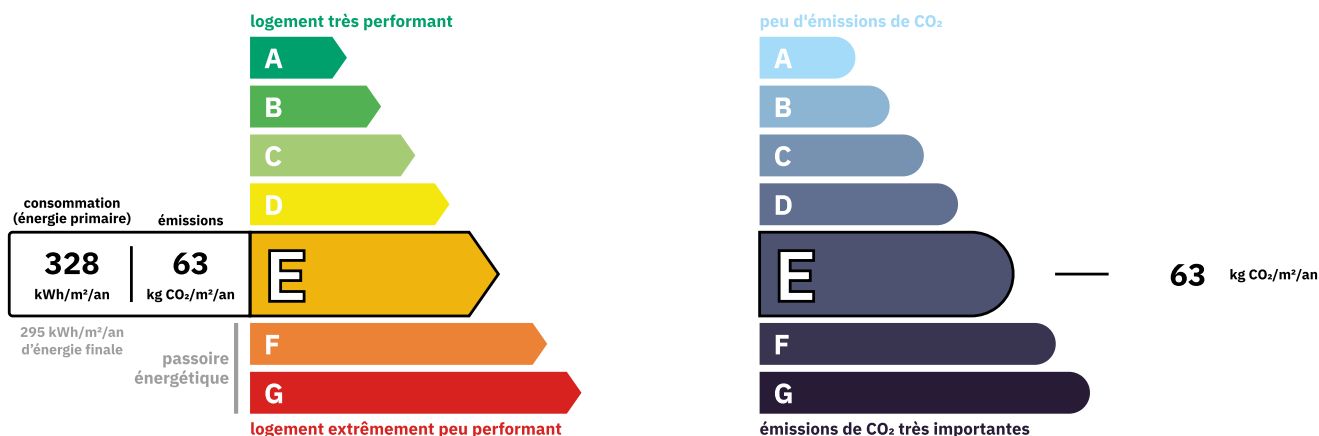 logement très performant
A
B
C
D
consommation
(énergie primaire)
émissions
328
kWh/m²/an
63
kg CO₂/m²/an
E
295 kWh/m²/an
d'énergie finale
passoire
énergétique
F
G
logement extrêmement peu performant
peu d'émissions de CO₂
A
B
C
D
E
63 kg CO₂/m²/an
F
G
émissions de CO₂ très importantes